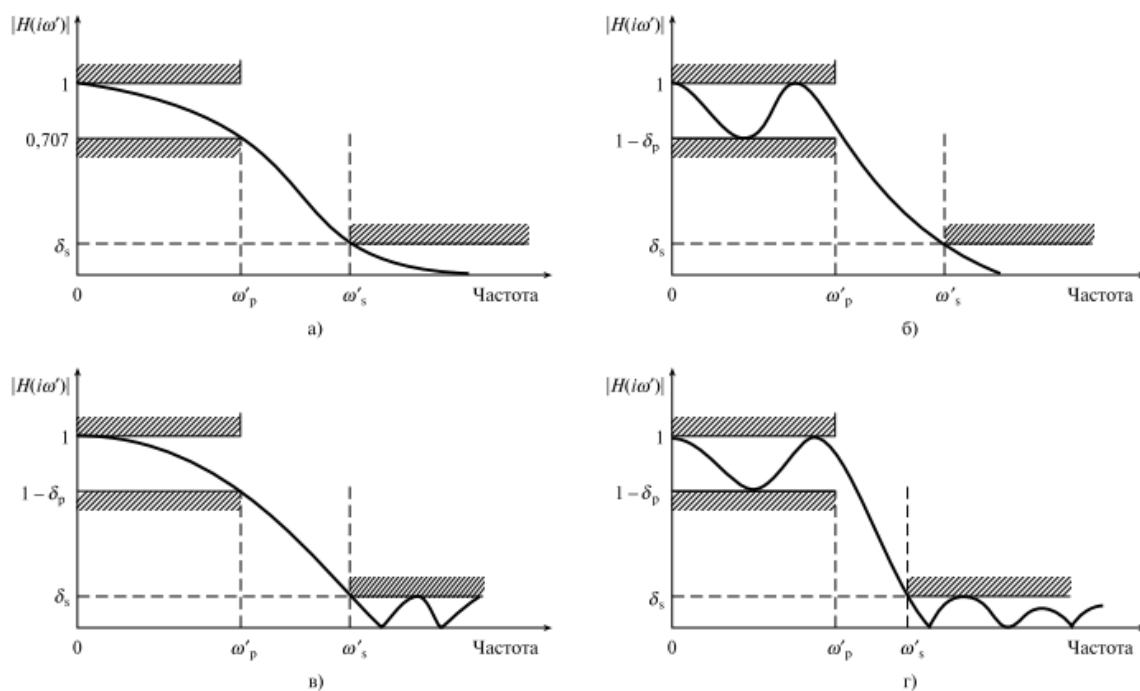 |H(iω′)|
1
0,707
δs
0 ω′p ω′s Частота
а)
|H(iω′)|
1
1 – δp
δs
0 ω′p ω′s Частота
б)
|H(iω′)|
1
1 – δp
δs
0 ω′p ω′s Частота
в)
|H(iω′)|
1
1 – δp
δs
0 ω′p ω′s Частота
г)